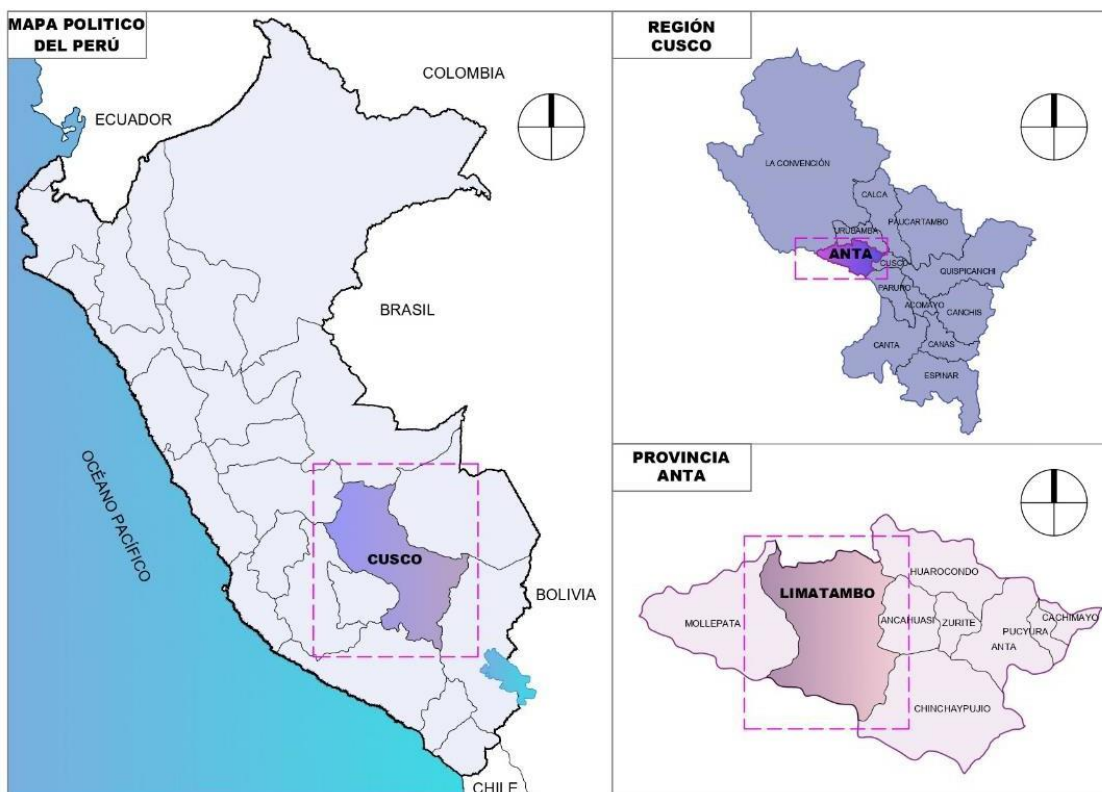 MAPA POLITICO
DEL PERÚ
COLOMBIA
ECUADOR
BRASIL
OCÉANO PACÍFICO
CUSCO
BOLIVIA
CHILE
REGIÓN
CUSCO
LA CONVENCIÓN
CALCA
PAUCARTAMBO
URUBAMBA
ANTA
CUSCO
QUISPICANCHI
PARURO
ACOMAYO
CANCHIS
CANTA
CANAS
ESPINAR
PROVINCIA
ANTA
HUAROCONDO
LIMATAMBO
MOLLEPATA
ANCAHUASI
ZURITE
CACHIMAYO
PUCYURA
ANTA
CHINCHAYPUJIO